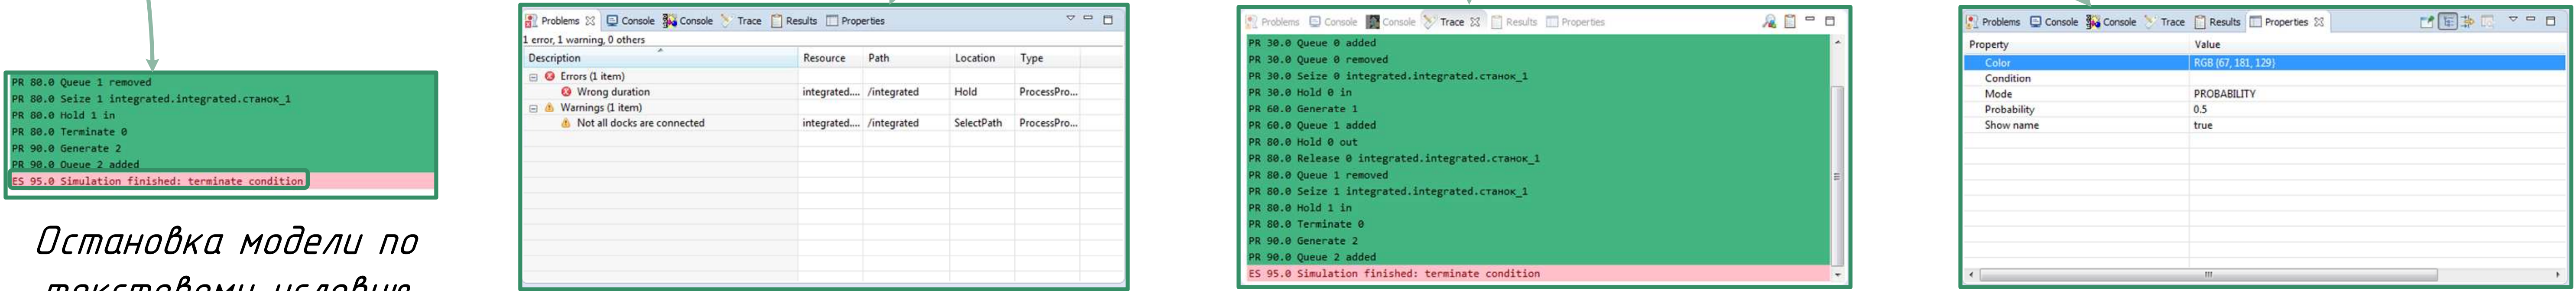 PR 80.0 Queue 1 removed
PR 80.0 Seize 1 integrated.integrated.станок_1
PR 80.0 Hold 1 in
PR 80.0 Terminate 0
PR 90.0 Generate 2
PR 90.0 Queue 2 added
ES 95.0 Simulation finished: terminate condition
Остановка модели по
текстовому условию
Problems Console Console Trace Results Properties
1 error, 1 warning, 0 others
Description Resource Path Location Type
Errors (1 item)
Wrong duration integrated.... /integrated Hold ProcessPro...
Warnings (1 item)
Not all docks are connected integrated.... /integrated SelectPath ProcessPro...
Problems Console Console Trace Results Properties
PR 30.0 Queue 0 added
PR 30.0 Queue 0 removed
PR 30.0 Seize 0 integrated.integrated.станок_1
PR 30.0 Hold 0 in
PR 60.0 Generate 1
PR 60.0 Queue 1 added
PR 80.0 Hold 0 out
PR 80.0 Release 0 integrated.integrated.станок_1
PR 80.0 Queue 1 removed
PR 80.0 Seize 1 integrated.integrated.станок_1
PR 80.0 Hold 1 in
PR 80.0 Terminate 0
PR 90.0 Generate 2
PR 90.0 Queue 2 added
ES 95.0 Simulation finished: terminate condition
Problems Console Console Trace Results Properties
Property Value
Color RGB {67, 181, 129}
Condition
Mode PROBABILITY
Probability 0.5
Show name true